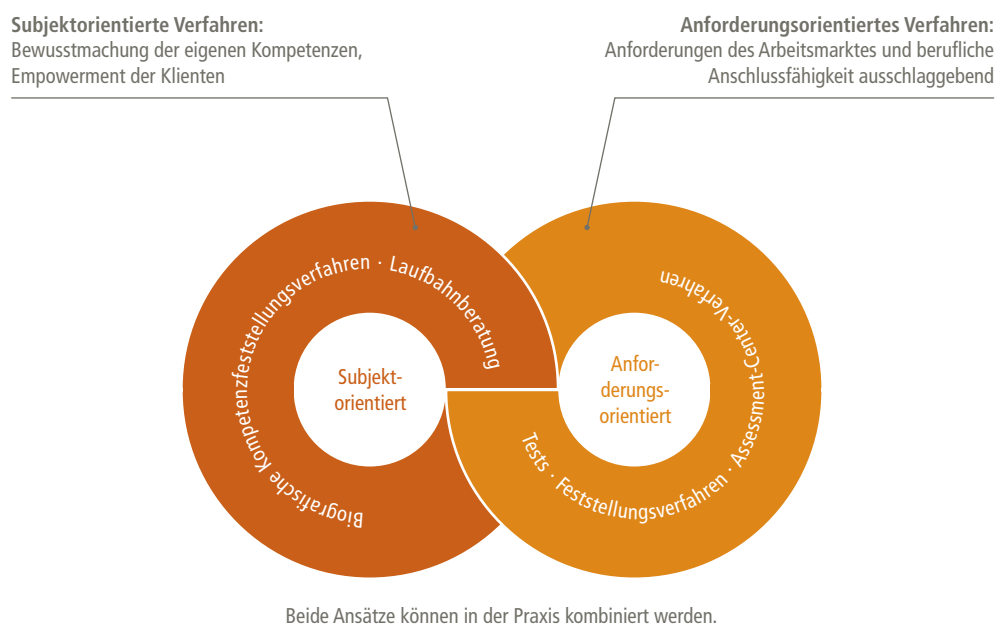 Subjektorientierte Verfahren:
Bewusstmachung der eigenen Kompetenzen,
Empowerment der Klienten
Anforderungsorientiertes Verfahren:
Anforderungen des Arbeitsmarktes und berufliche
Anschlussfähigkeit ausschlaggebend
Biografische Kompetenzfeststellungsverfahren · Laufbahnberatung
Subjekt-
orientiert
Anfor-
derungs-
orientiert
Tests · Feststellungsverfahren · Assessment-Center-Verfahren
Beide Ansätze können in der Praxis kombiniert werden.